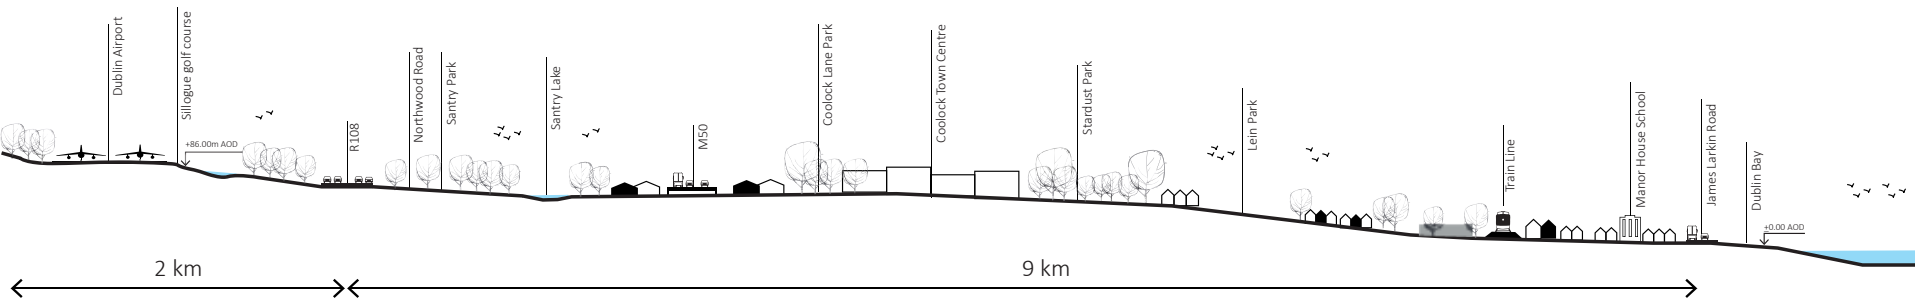 Dublin Airport
Sillogue golf course
+86.00m AOD
R108
Northwood Road
Santry Park
Santry Lake
M50
Coolock Lane Park
Coolock Town Centre
Stardust Park
Lein Park
Train Line
Manor House School
James Larkin Road
Dublin Bay
+0.00 AOD
2 km
9 km